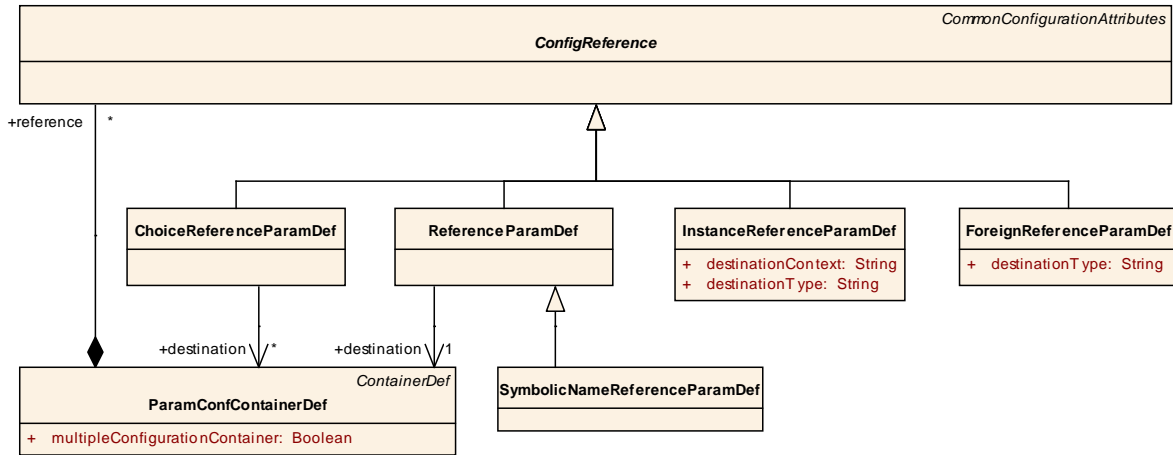 CommonConfigurationAttributes
ConfigReference
+reference *
ChoiceReferenceParamDef
ReferenceParamDef
InstanceReferenceParamDef
+ destinationContext: String
+ destinationType: String
ForeignReferenceParamDef
+ destinationType: String
+destination *
+destination 1
ContainerDef
ParamConfContainerDef
+ multipleConfigurationContainer: Boolean
SymbolicNameReferenceParamDef